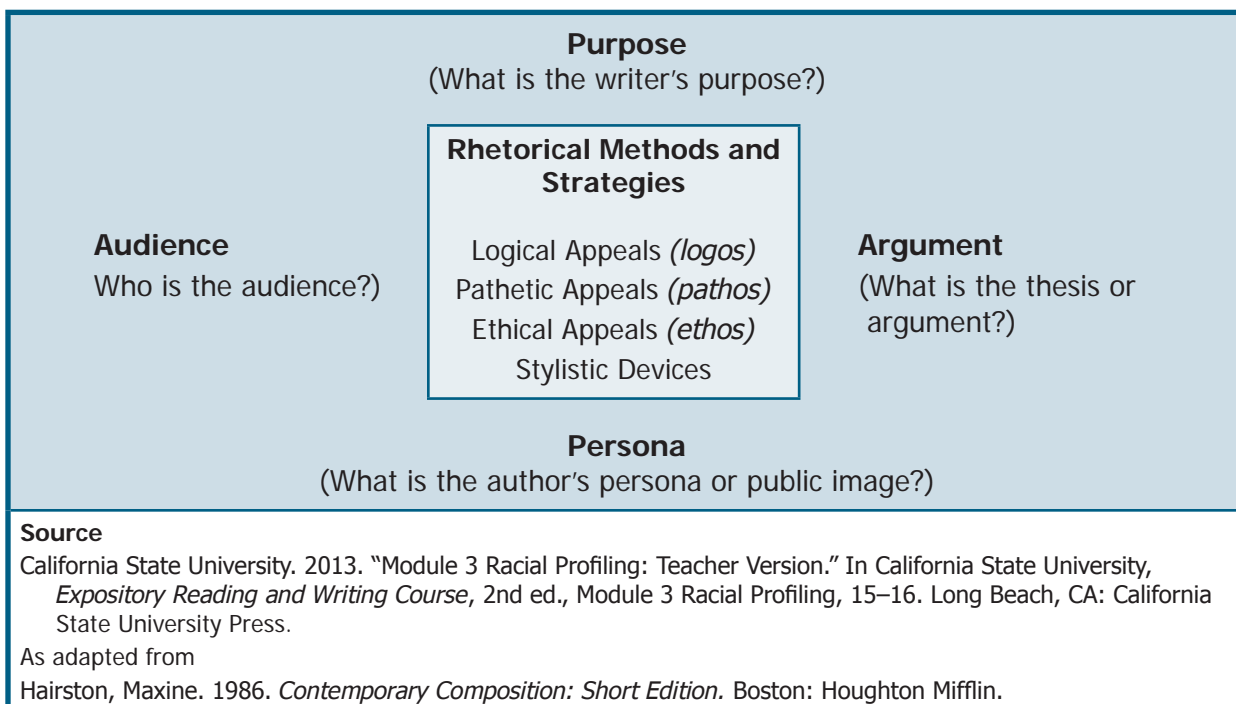 Purpose
(What is the writer’s purpose?)
Rhetorical Methods and
Strategies
Logical Appeals (logos)
Pathetic Appeals (pathos)
Ethical Appeals (ethos)
Stylistic Devices
Audience
Who is the audience?)
Argument
(What is the thesis or
argument?)
Persona
(What is the author’s persona or public image?)
Source
California State University. 2013. “Module 3 Racial Profiling: Teacher Version.” In California State University,
Expository Reading and Writing Course, 2nd ed., Module 3 Racial Profiling, 15–16. Long Beach, CA: California
State University Press.
As adapted from
Hairston, Maxine. 1986. Contemporary Composition: Short Edition. Boston: Houghton Mifflin.